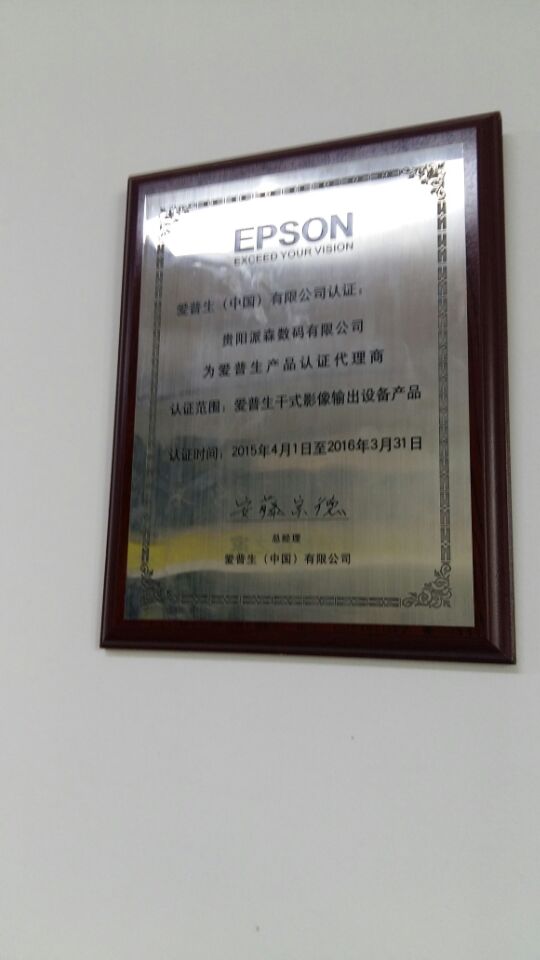 EPSON
EXCEED YOUR VISION
爱普生（中国）有限公司认证：
贵阳派森数码有限公司
为爱普生产品认证代理商
认证范围：爱普生干式影像输出设备产品
认证时间：2015年4月1日至2016年3月31日
安藤宗德
总经理
爱普生（中国）有限公司